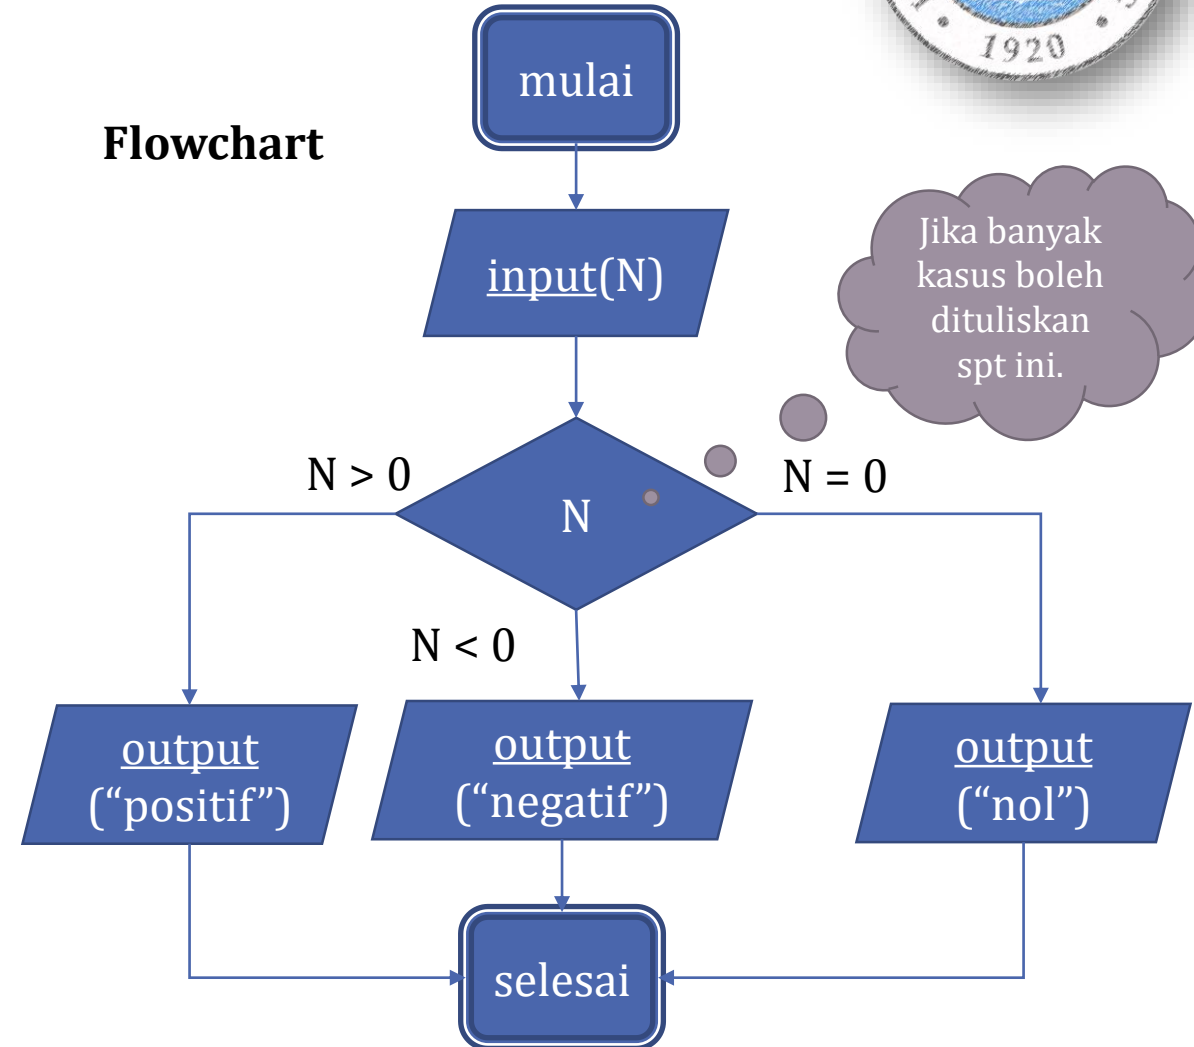 1920
mulai
Flowchart
input(N)
Jika banyak
kasus boleh
dituliskan
spt ini.
N > 0
N = 0
N
N < 0
output
(“positif”)
output
(“negatif”)
output
(“nol”)
selesai